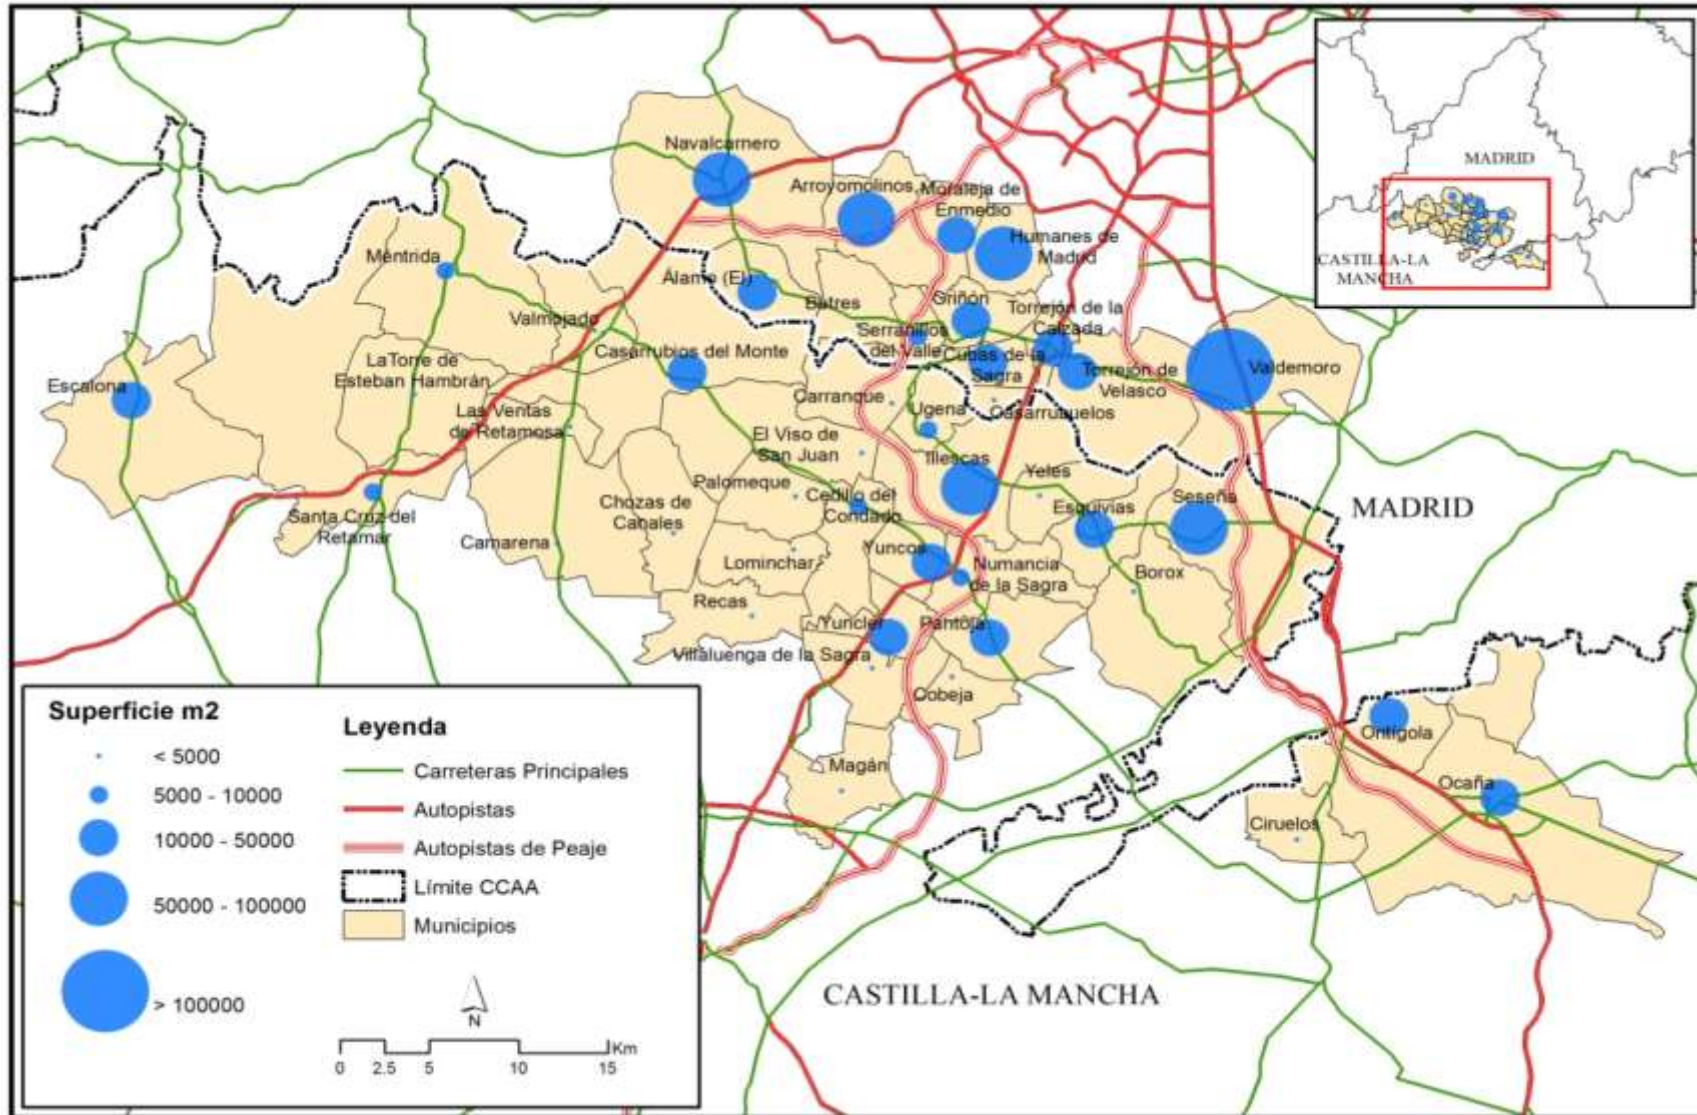 Navalcarnero
Arroyomolinos
Moraleja de
Enmedio
Humanes de
Madrid
Méntrida
Álamo (El)
Batres
Griñón
Torrejón de la
Calzada
Valmojado
Serranillos
del Valle
Cubas de la
Sagra
Casarrubios del Monte
LaTorre de
Esteban Hambrán
Torrejón de
Velasco
Valdemoro
Escalona
Carranque
Ugena
Casarrubuelos
Las Ventas
de Retamosa
El Viso de
San Juan
Illescas
Yeles
Palomeque
Cedillo del
Condado
Chozas de
Canales
Esquivias
Seseña
Santa Cruz del
Retamar
Camarena
Lominchar
Yuncos
Numancia
de la Sagra
Borox
Recas
Yuncler
Pantoja
Villaluenga de la Sagra
Cobeja
Magán
Ontígola
Ocaña
Ciruelos
MADRID
CASTILLA-LA MANCHA
MADRID
CASTILLA-LA
MANCHA
Superficie m2
< 5000
5000 - 10000
10000 - 50000
50000 - 100000
> 100000
Leyenda
Carreteras Principales
Autopistas
Autopistas de Peaje
Límite CCAA
Municipios
N
Km
0 2.5 5 10 15